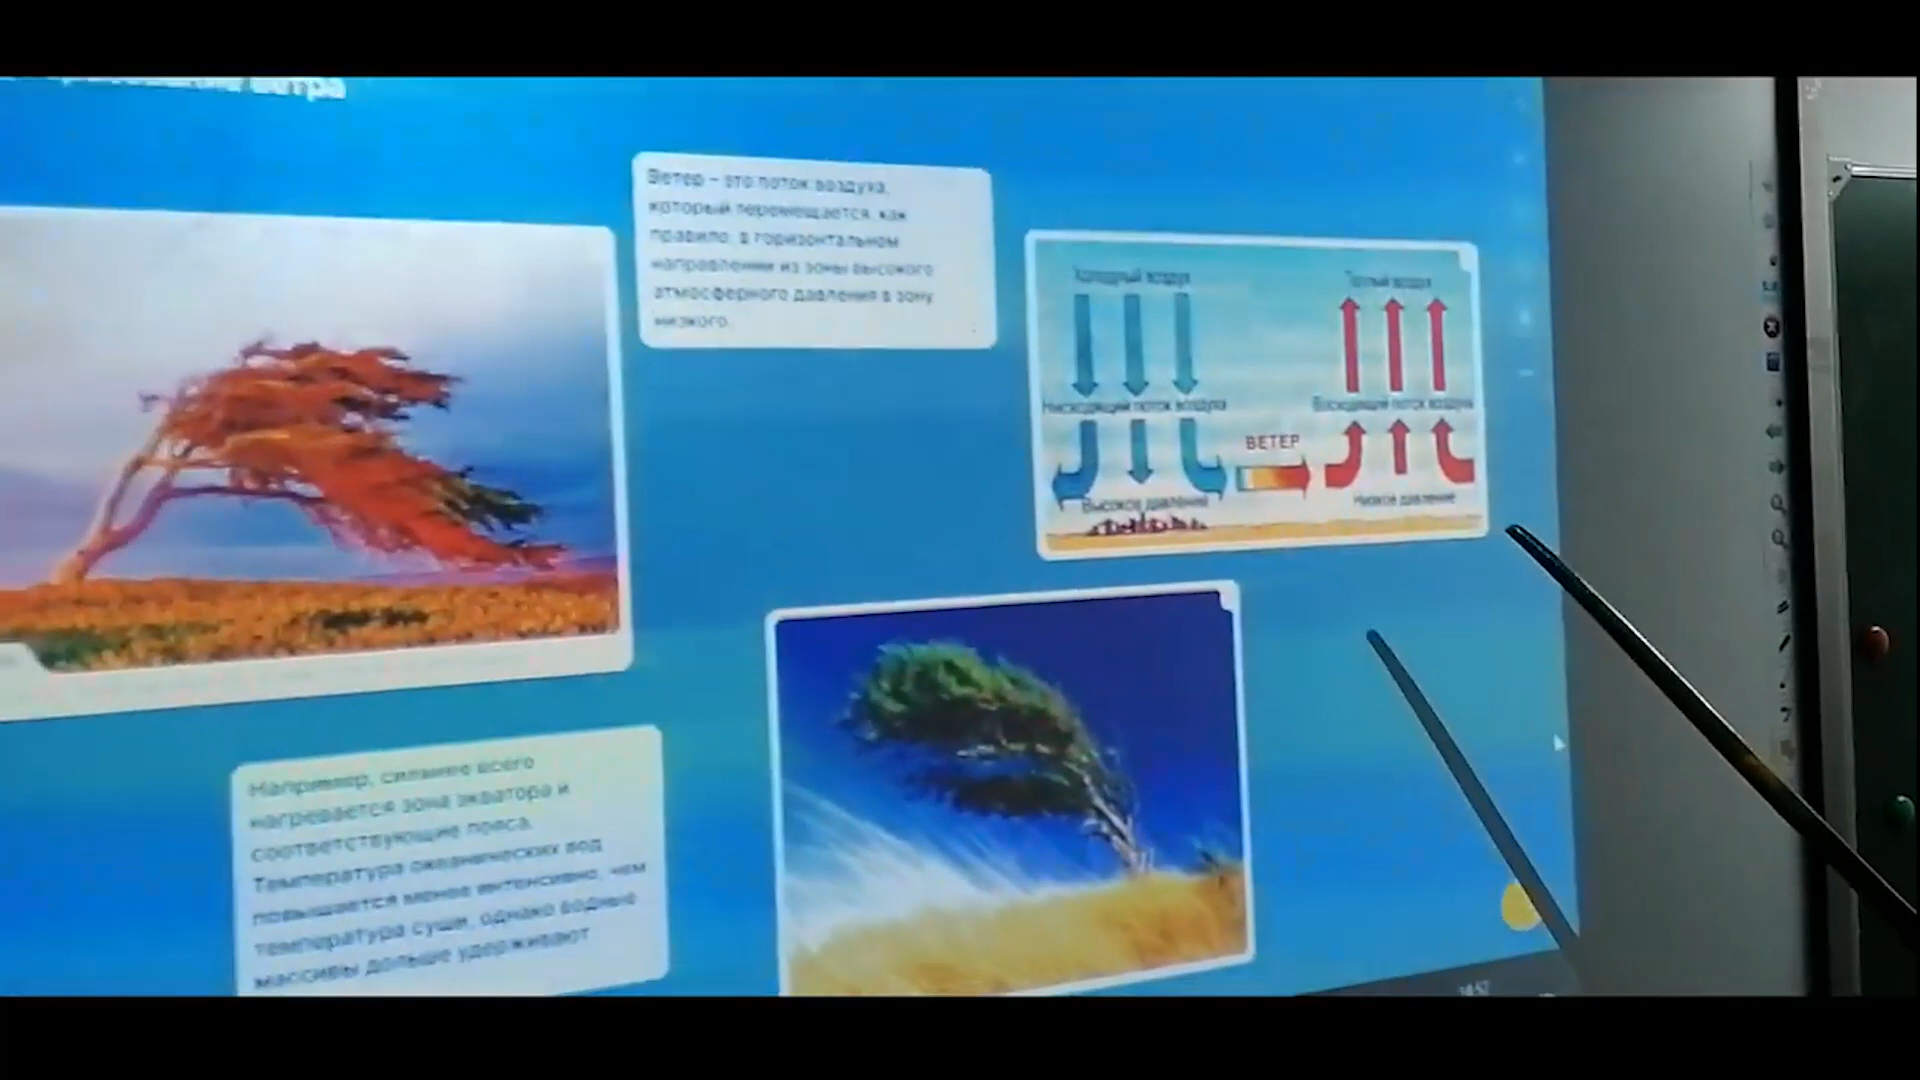 ветра
Ветер – это поток воздуха,
который перемещается, как
правило, в горизонтальном
направлении из зоны высокого
атмосферного давления в зону
низкого.
Холодный воздух
Теплый воздух
Нисходящий поток воздуха
Восходящий поток воздуха
ВЕТЕР
Высокое давление
Низкое давление
Например, сильнее всего
нагревается зона экватора и
соответствующие пояса.
Температура океанических вод
повышается менее интенсивно, чем
температура суши, однако водные
массивы дольше удерживают